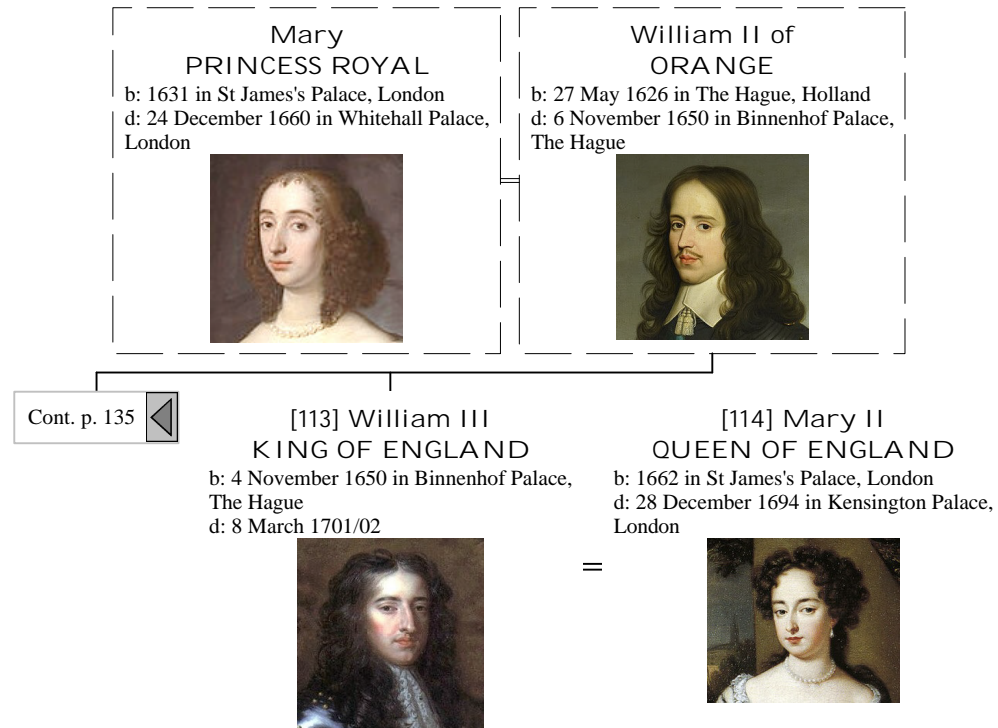 Mary
PRINCESS ROYAL
b: 1631 in St James's Palace, London
d: 24 December 1660 in Whitehall Palace,
London
William II of
ORANGE
b: 27 May 1626 in The Hague, Holland
d: 6 November 1650 in Binnenhof Palace,
The Hague
Cont. p. 135
[113] William III
KING OF ENGLAND
b: 4 November 1650 in Binnenhof Palace,
The Hague
d: 8 March 1701/02
=
[114] Mary II
QUEEN OF ENGLAND
b: 1662 in St James's Palace, London
d: 28 December 1694 in Kensington Palace,
London